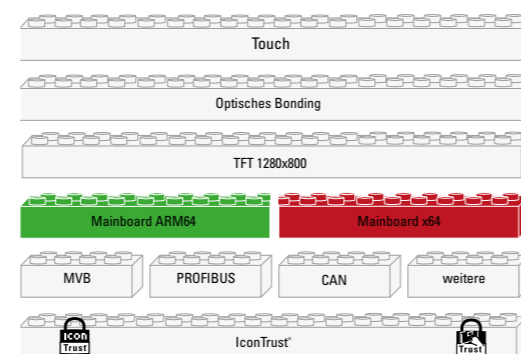 Touch
Optisches Bonding
TFT 1280x800
Mainboard ARM64 Mainboard x64
MVB PROFIBUS CAN weitere
Icon
Trust IconTrust® Trust